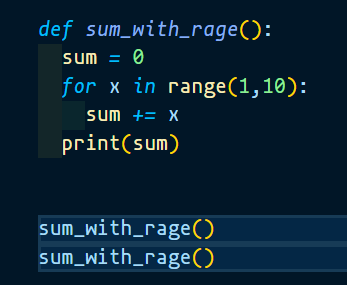 def sum_with_rage():
  sum = 0
  for x in range(1,10):
    sum += x
  print(sum)
sum_with_rage()
sum_with_rage()